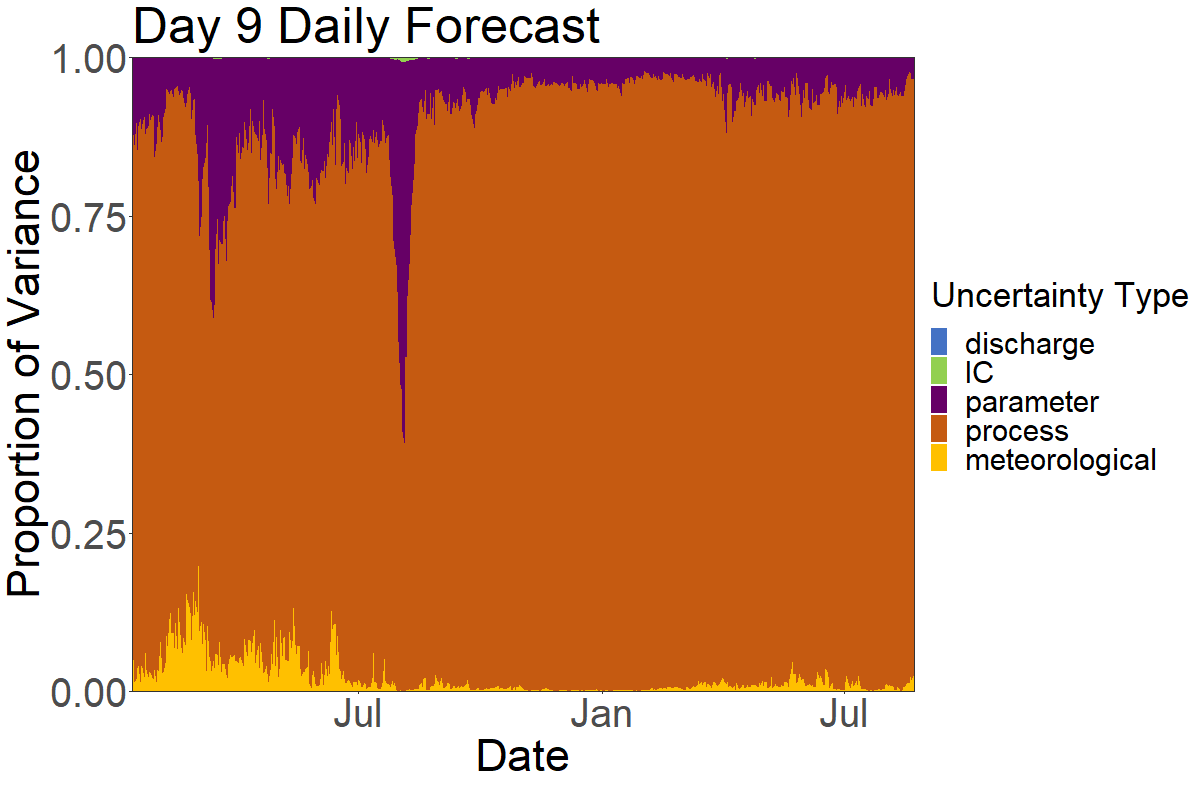 Day 9 Daily Forecast
Proportion of Variance
1.00
0.75
0.50
0.25
0.00
Jul
Jan
Jul
Date
Uncertainty Type
discharge
IC
parameter
process
meteorological